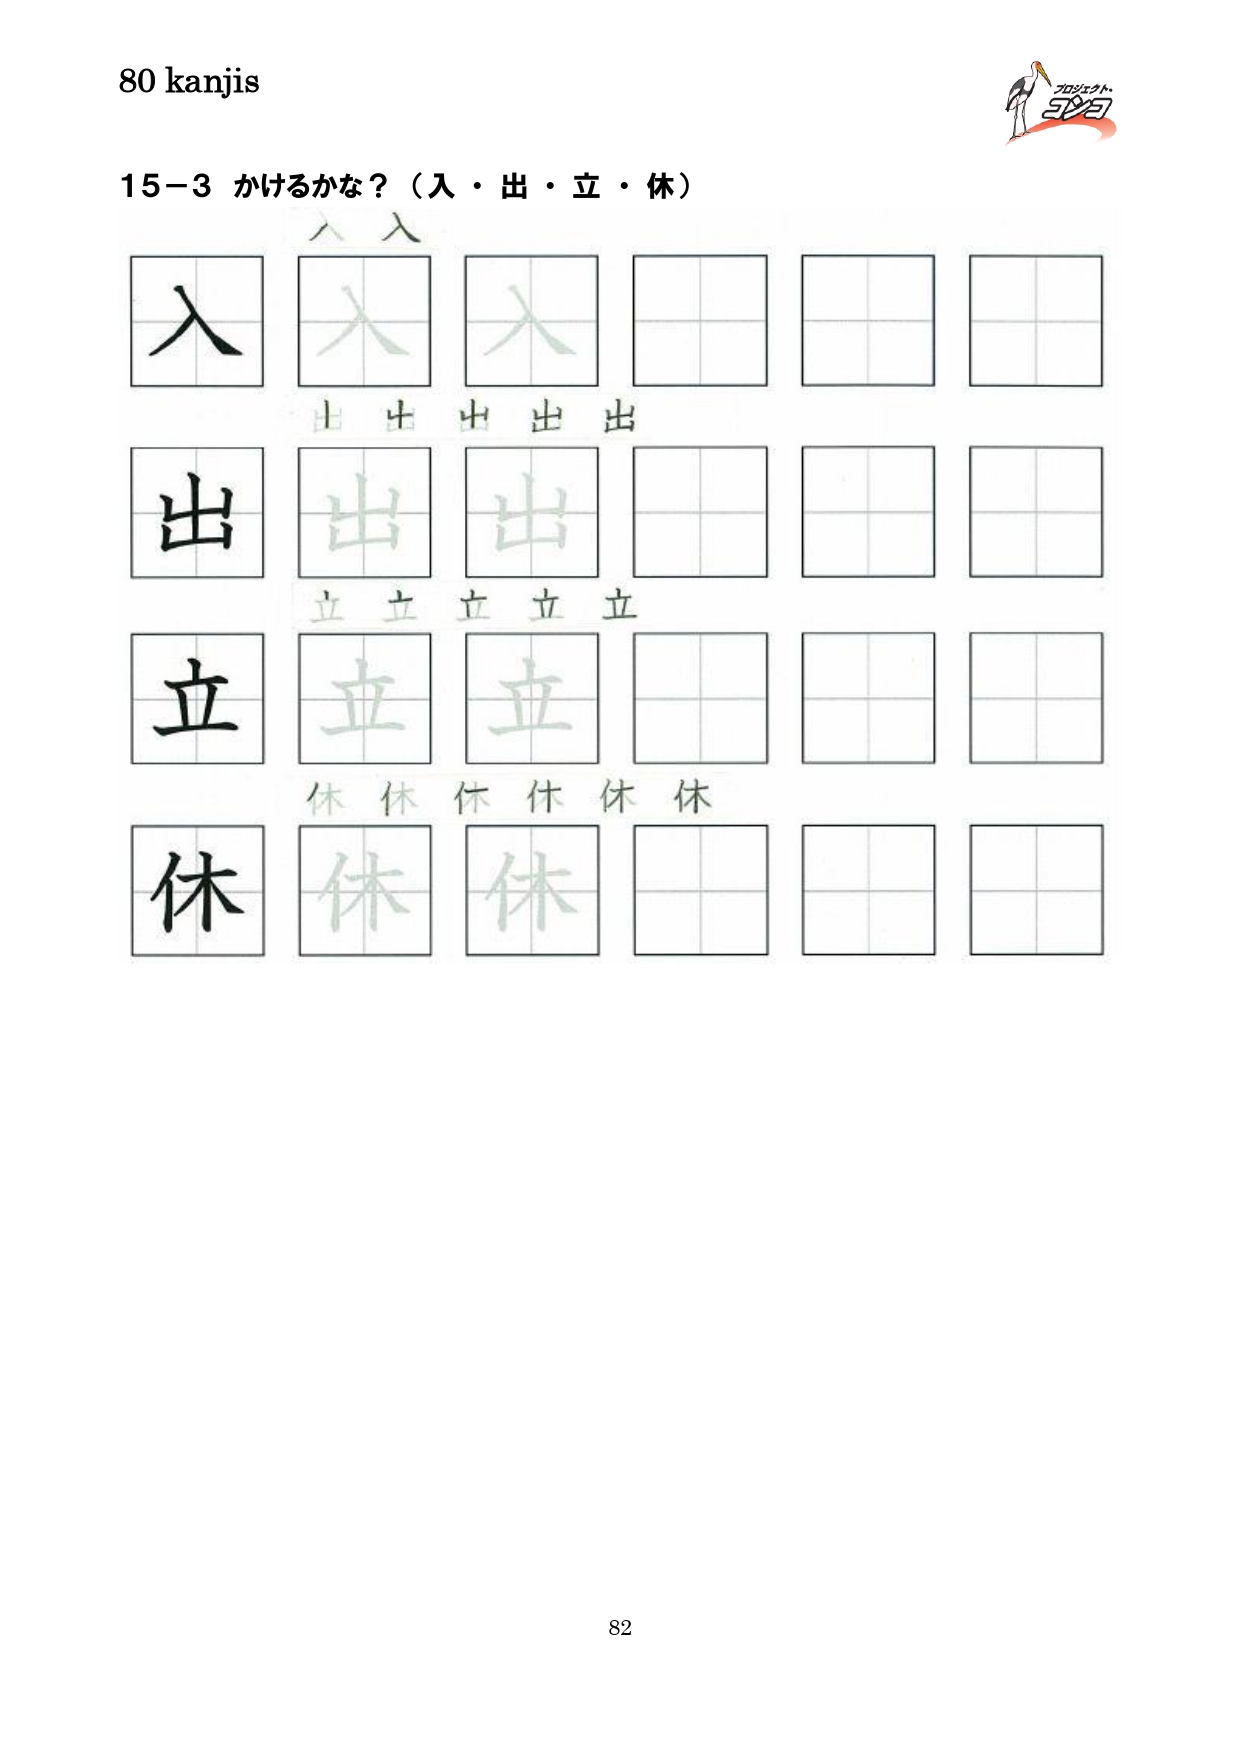 80 kanjis
プロジェクト・
コンコ
15－3 かけるかな？（入 ・ 出 ・ 立 ・ 休）
入 入
入 入 入
出 出 出 出 出
出 出 出
立 立 立 立 立
立 立 立
休 休 休 休 休 休
休 休 休
82